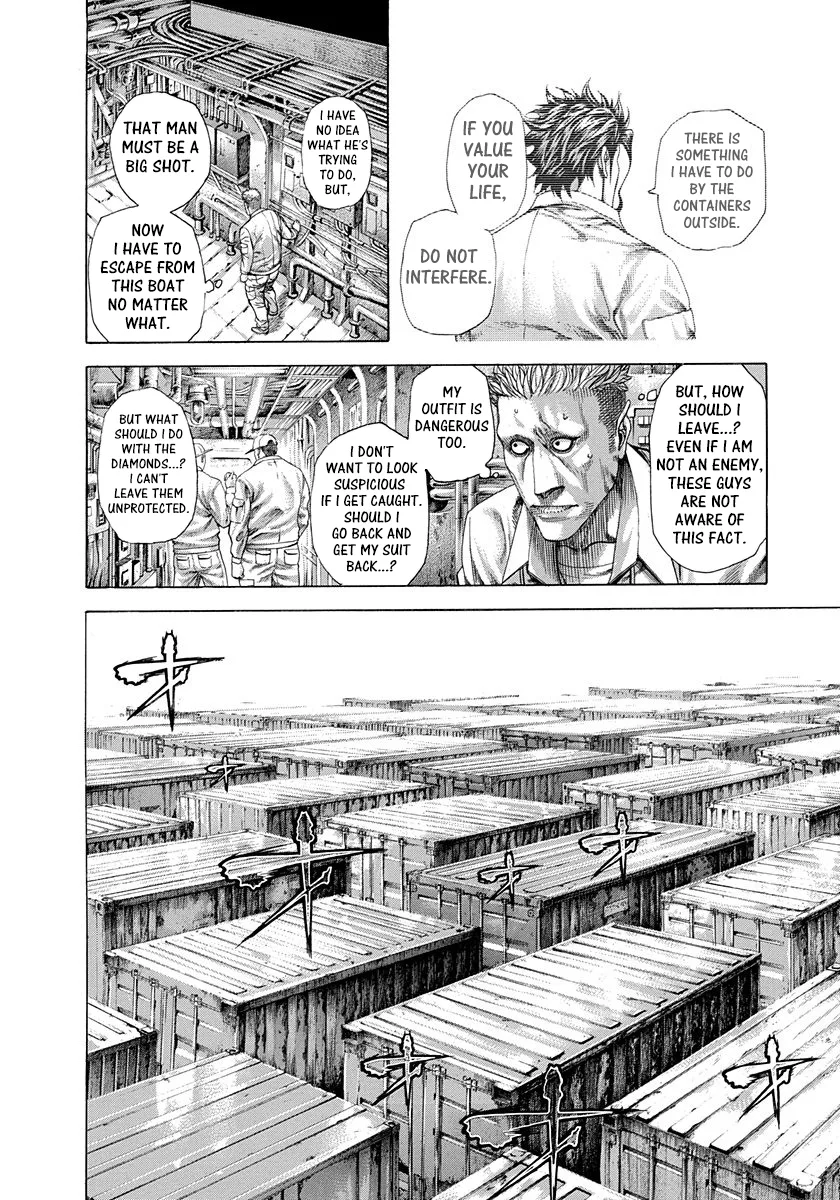 THERE IS
SOMETHING
I HAVE TO DO
BY THE
CONTAINERS
OUTSIDE.
IF YOU
VALUE
YOUR
LIFE,
DO NOT
INTERFERE.
I HAVE
NO IDEA
WHAT HE'S
TRYING
TO DO,
BUT,
THAT MAN
MUST BE A
BIG SHOT.
NOW
I HAVE TO
ESCAPE FROM
THIS BOAT
NO MATTER
WHAT.
BUT, HOW
SHOULD I
LEAVE...?
EVEN IF I AM
NOT AN ENEMY,
THESE GUYS
ARE NOT
AWARE OF
THIS FACT.
MY
OUTFIT IS
DANGEROUS
TOO.
I DON'T
WANT TO LOOK
SUSPICIOUS
IF I GET CAUGHT.
SHOULD I
GO BACK AND
GET MY SUIT
BACK...?
BUT WHAT
SHOULD I DO
WITH THE
DIAMONDS...?
I CAN'T
LEAVE THEM
UNPROTECTED.